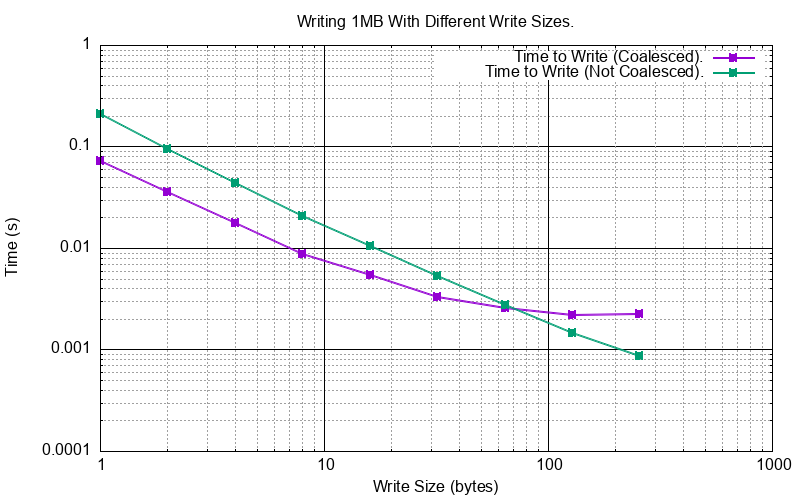 Writing 1MB With Different Write Sizes.
1
Time to Write (Coalesced).
Time to Write (Not Coalesced).
0.1
0.01
0.001
0.0001
Time (s)
1
10
100
1000
Write Size (bytes)